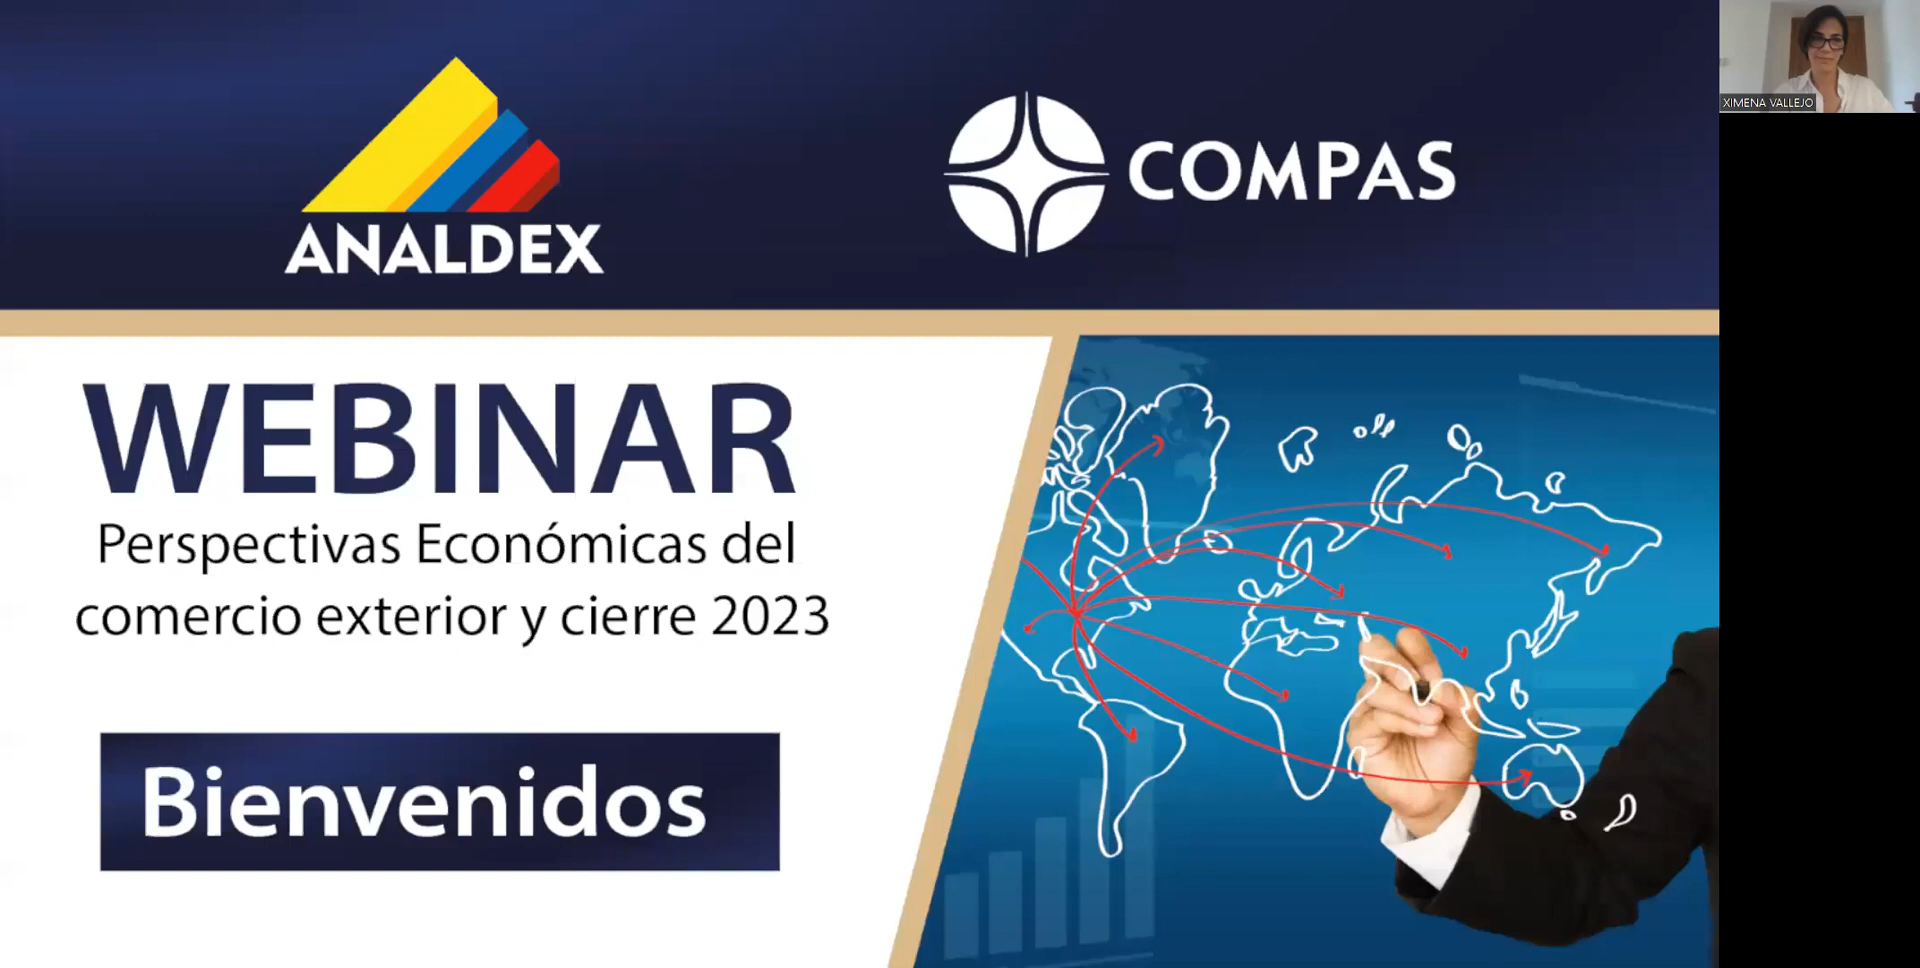 ANALDEX
COMPAS
XIMENA VALLEJO
WEBINAR
Perspectivas Económicas del
comercio exterior y cierre 2023
Bienvenidos